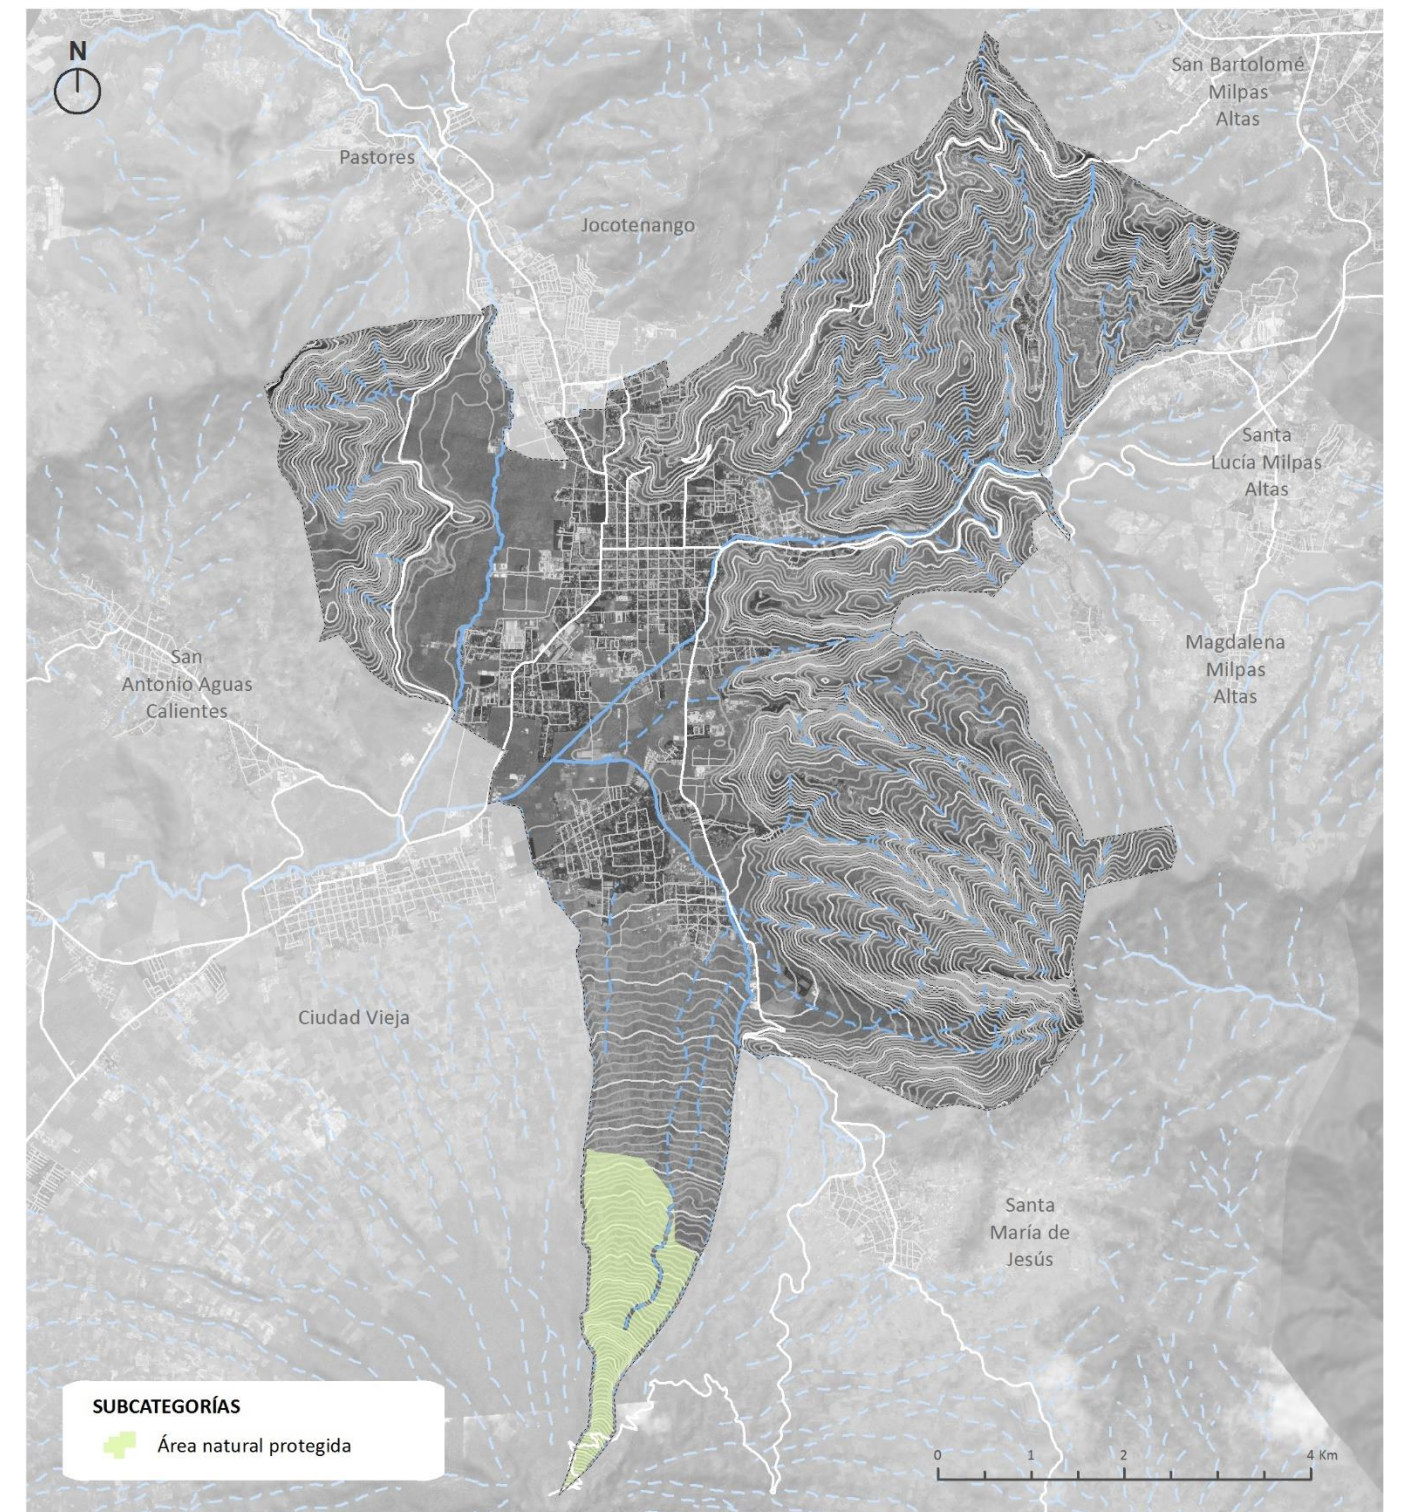 N
San Bartolomé
Milpas
Altas
Pastores
Jocotenango
Santa
Lucía Milpas
Altas
San
Antonio Aguas
Calientes
Magdalena
Milpas
Altas
Ciudad Vieja
Santa
María de
Jesús
SUBCATEGORÍAS
Área natural protegida
0 1 2 4 Km